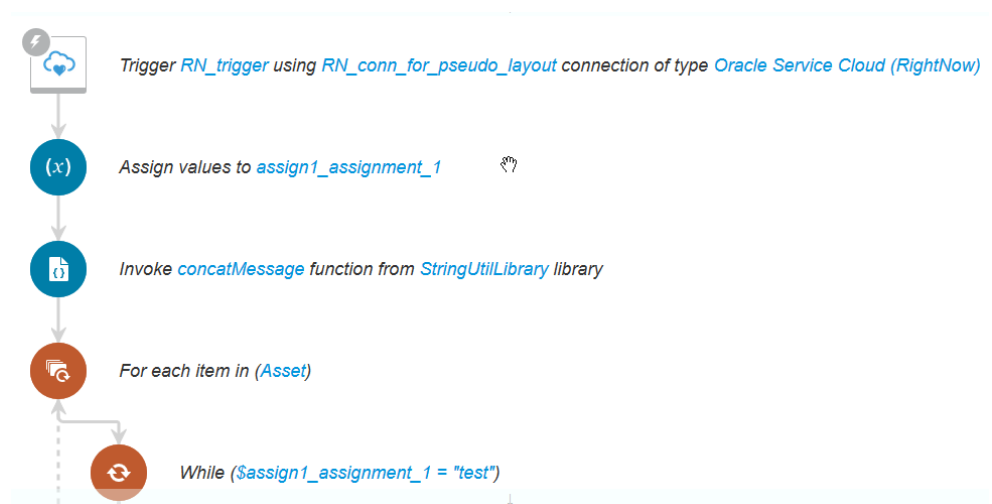 Trigger RN_trigger using RN_conn_for_pseudo_layout connection of type Oracle Service Cloud (RightNow)
(x)
Assign values to assign1_assignment_1
{}
Invoke concatMessage function from StringUtilLibrary library
For each item in (Asset)
While ($assign1_assignment_1 = "test")